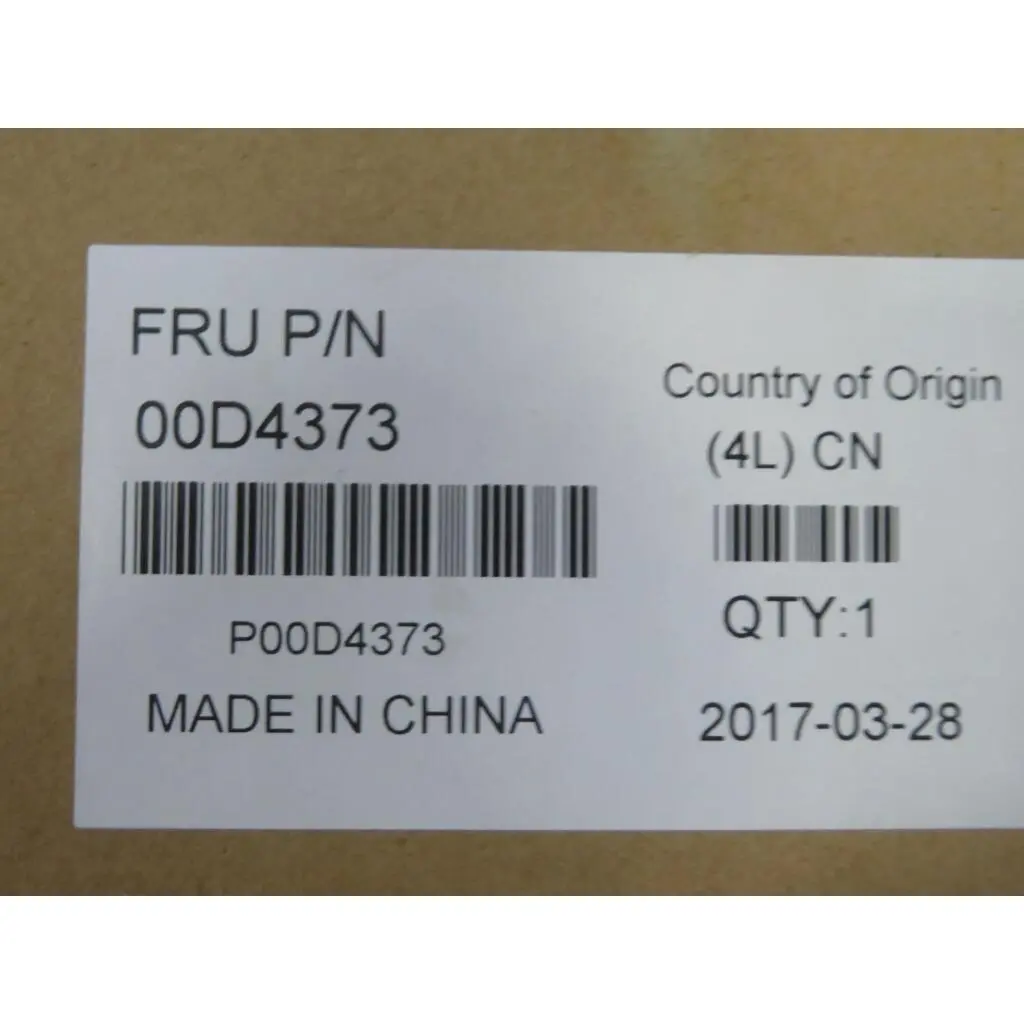 FRU P/N
00D4373
P00D4373
MADE IN CHINA
Country of Origin
(4L) CN
QTY:1
2017-03-28